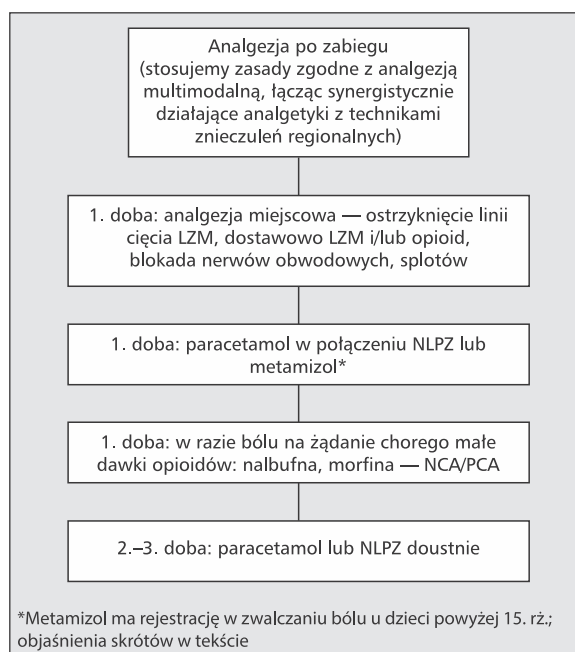 Analgezja po zabiegu
(stosujemy zasady zgodne z analgezją
multimodalną, łącząc synergistycznie
działające analgetyki z technikami
znieczuleń regionalnych)
1. doba: analgezja miejscowa — ostrzyknięcie linii
cięcia LZM, dostawowo LZM i/lub opioid,
blokada nerwów obwodowych, splotów
1. doba: paracetamol w połączeniu NLPZ lub
metamizol*
1. doba: w razie bólu na żądanie chorego małe
dawki opioidów: nalbufna, morfina — NCA/PCA
2.–3. doba: paracetamol lub NLPZ doustnie
*Metamizol ma rejestrację w zwalczaniu bólu u dzieci powyżej 15. rż.;
objaśnienia skrótów w tekście